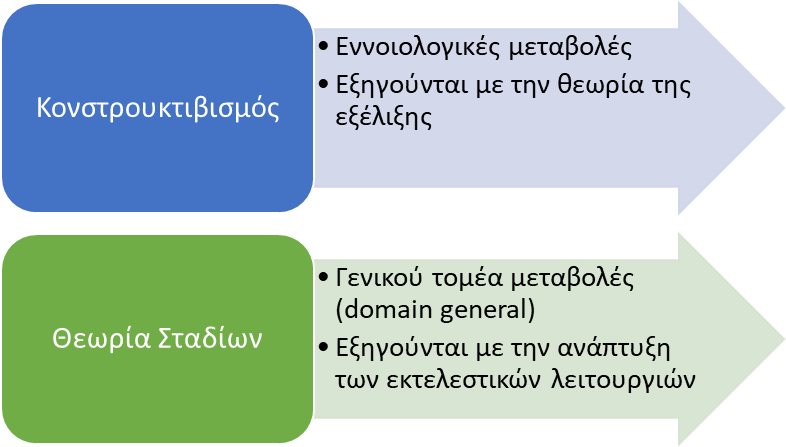 Κονστρουκτιβισμός
• Εννοιολογικές μεταβολές
• Εξηγούνται με την θεωρία της
εξέλιξης
Θεωρία Σταδίων
• Γενικού τομέα μεταβολές
(domain general)
• Εξηγούνται με την ανάπτυξη
των εκτελεστικών λειτουργιών